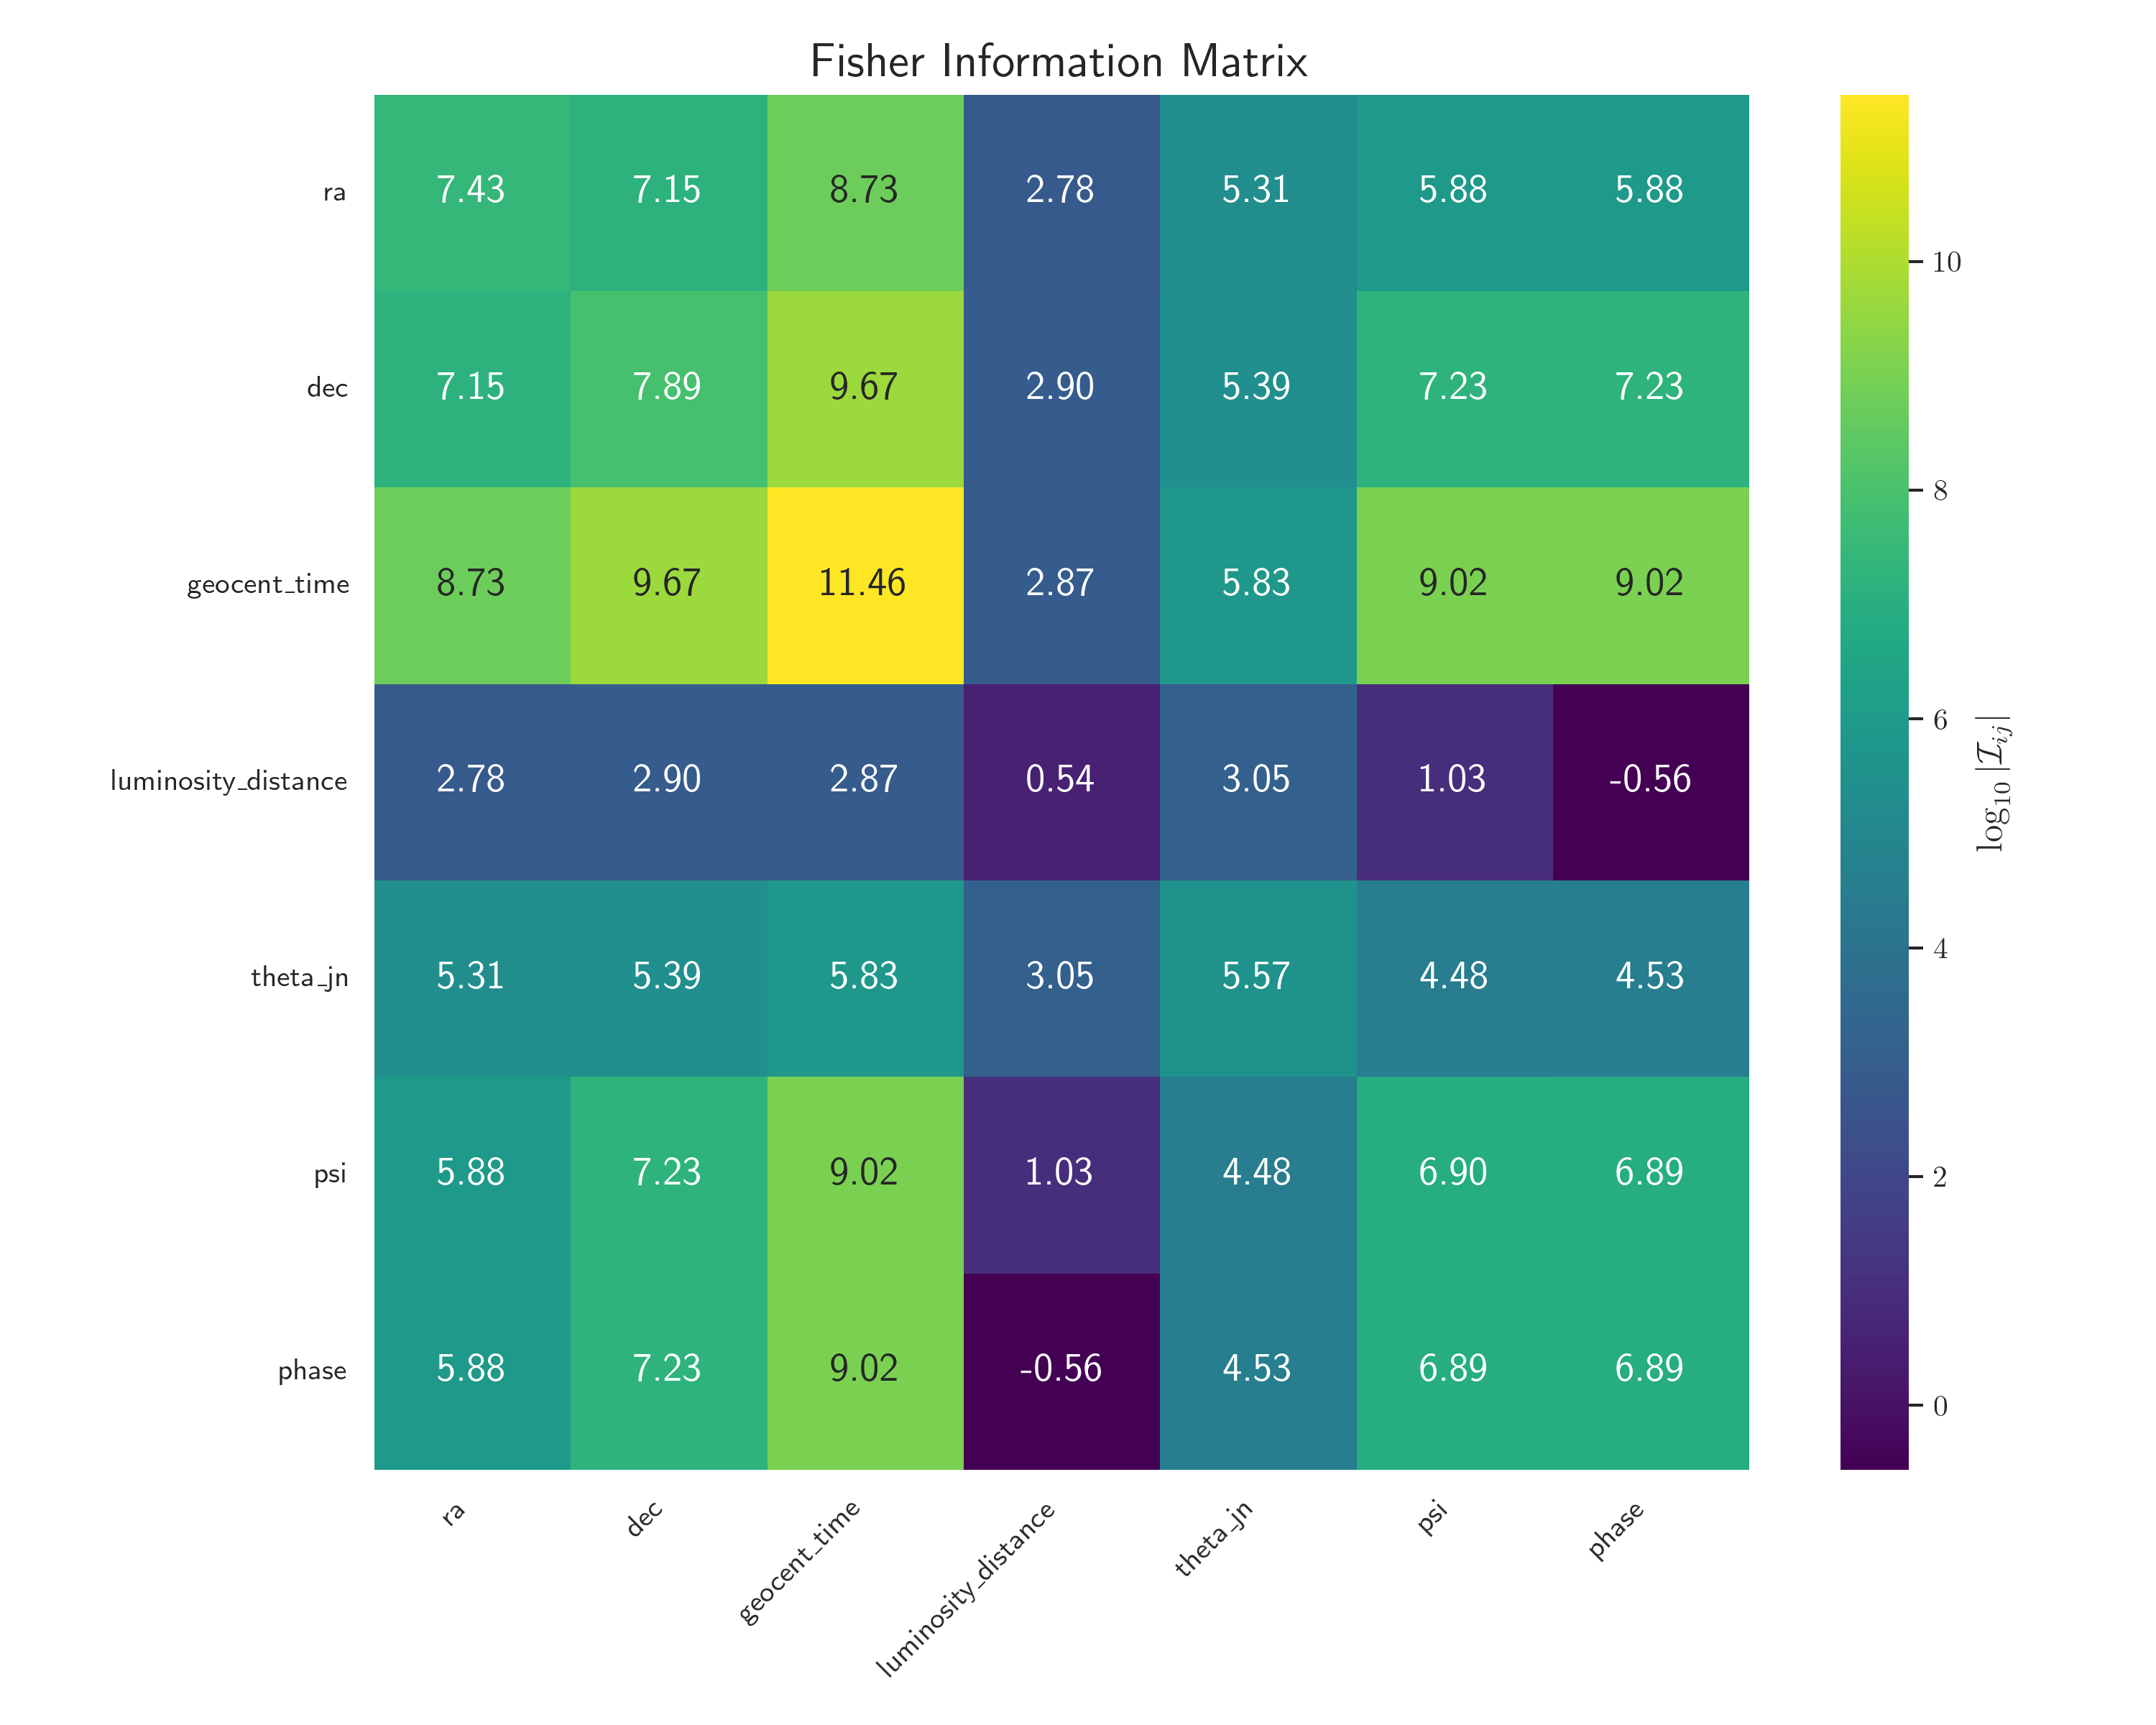 Fisher Information Matrix
ra 7.43 7.15 8.73 2.78 5.31 5.88 5.88
dec 7.15 7.89 9.67 2.90 5.39 7.23 7.23
geocent_time 8.73 9.67 11.46 2.87 5.83 9.02 9.02
luminosity_distance 2.78 2.90 2.87 0.54 3.05 1.03 -0.56
theta_jn 5.31 5.39 5.83 3.05 5.57 4.48 4.53
psi 5.88 7.23 9.02 1.03 4.48 6.90 6.89
phase 5.88 7.23 9.02 -0.56 4.53 6.89 6.89
ra dec geocent_time luminosity_distance theta_jn psi phase
10
8
6
4
2
0
log₁₀ |ℐᵢⱼ|